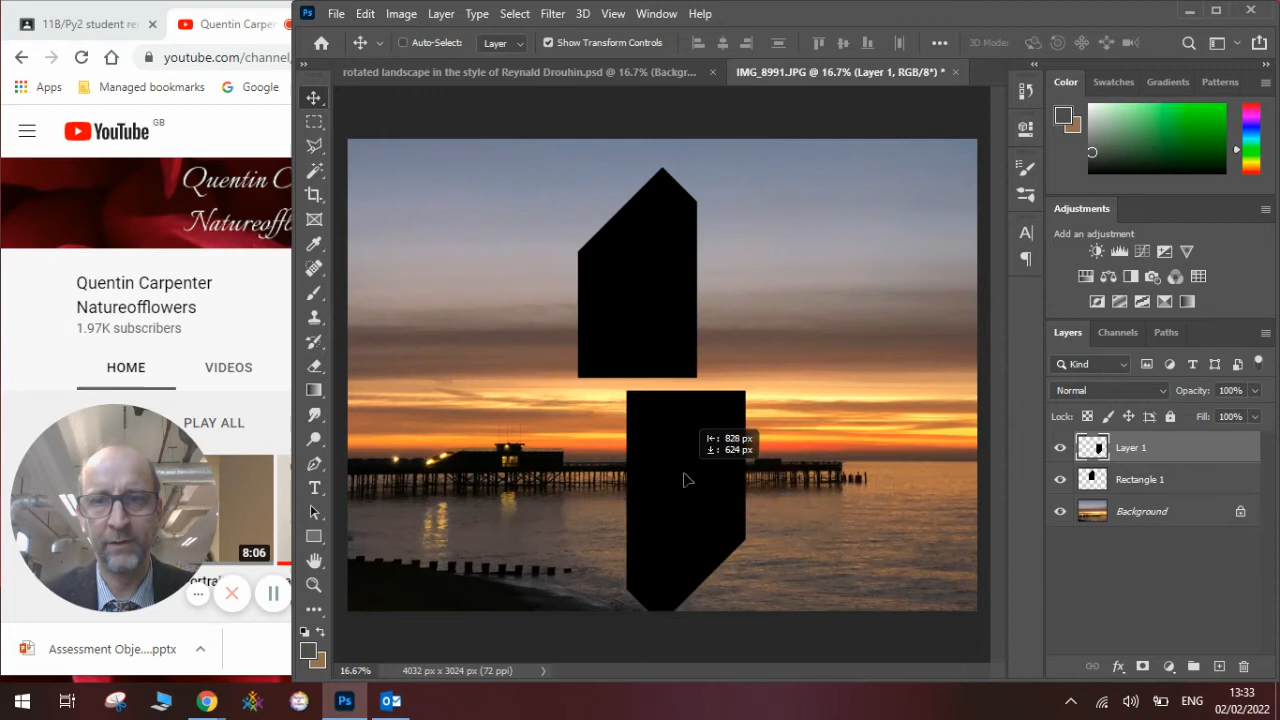 11B/Py2 student re
Quentin Carpe
youtube.com/channel,
Apps
Managed bookmarks
Google
YouTube
GB
Quentin C
Natureoffl
Quentin Carpenter
Natureofflowers
1.97K subscribers
HOME
VIDEOS
PLAY ALL
8:06
Assessment Obje....pptx
Ps
File
Edit
Image
Layer
Type
Select
Filter
3D
View
Window
Help
Auto-Select:
Layer
Show Transform Controls
3D Mode:
rotated landscape in the style of Reynald Drouhin.psd @ 16.7% (Backgr...
IMG_8991.JPG @ 16.7% (Layer 1, RGB/8*) *
828 px
624 px
16.67%
4032 px x 3024 px (72 ppi)
Color
Swatches
Gradients
Patterns
Adjustments
Add an adjustment
Layers
Channels
Paths
Kind
Normal
Opacity:
100%
Lock:
Fill:
100%
Layer 1
Rectangle 1
Background
fx
Ps
ENG
13:33
02/02/2022